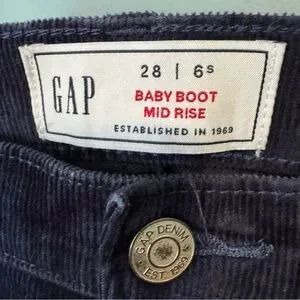 GAP
28 | 6s
BABY BOOT
MID RISE
ESTABLISHED IN 1969
GAP DENIM
EST. 1969